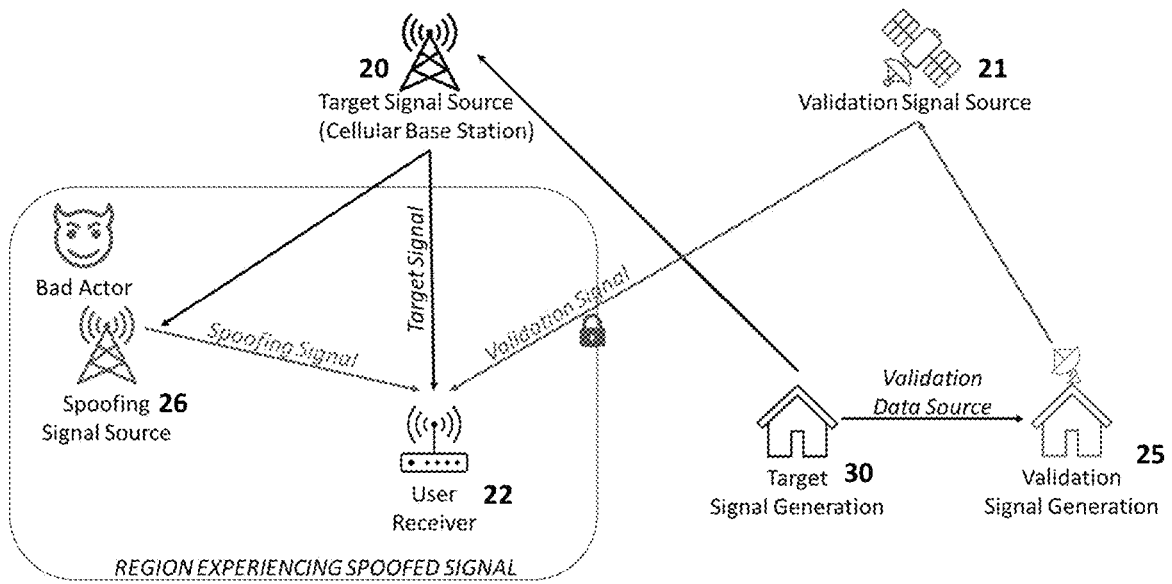 20
Target Signal Source
(Cellular Base Station)
21
Validation Signal Source
Bad Actor
Spoofing Signal
Target Signal
Validation Signal
Spoofing 26
Signal Source
User 22
Receiver
Validation
Data Source
Target 30
Signal Generation
25
Validation
Signal Generation
REGION EXPERIENCING SPOOFED SIGNAL